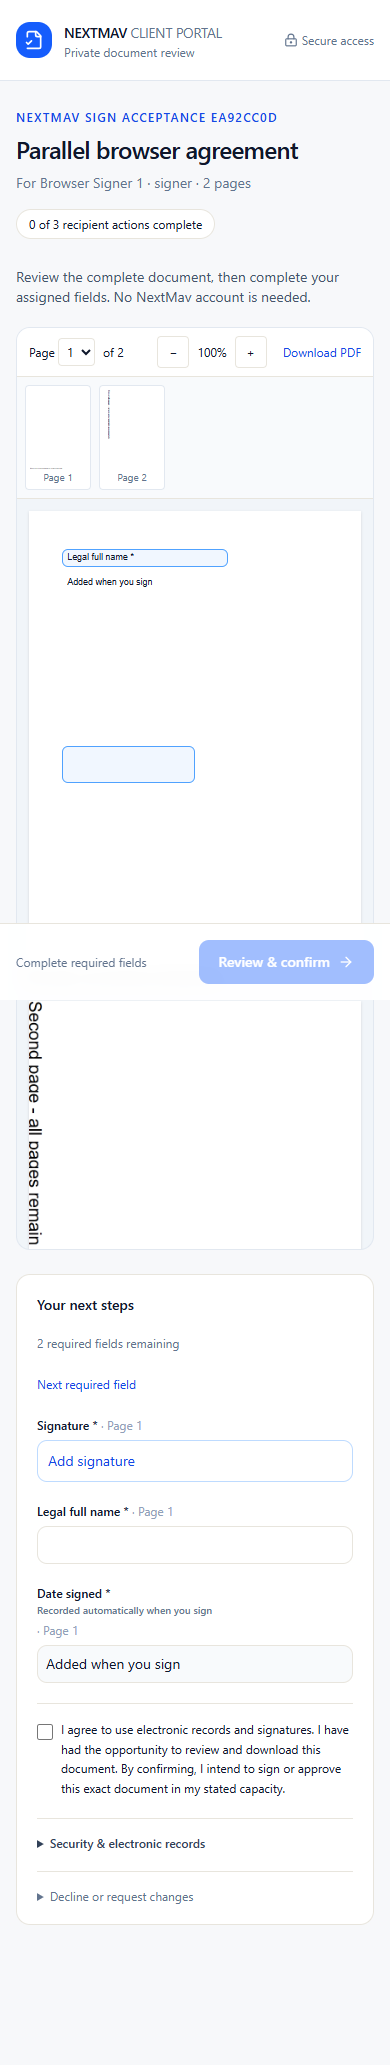 NEXTMAV CLIENT PORTAL
Private document review
Secure access
NEXTMAV SIGN ACCEPTANCE EA92CC0D
Parallel browser agreement
For Browser Signer 1 · signer · 2 pages
0 of 3 recipient actions complete
Review the complete document, then complete your
assigned fields. No NextMav account is needed.
Page 1 of 2 − 100% + Download PDF
Page 1
Page 2
Legal full name *
Added when you sign
Complete required fields
Review & confirm →
Second page - all pages remain
Your next steps
2 required fields remaining
Next required field
Signature * · Page 1
Add signature
Legal full name * · Page 1
Date signed *
Recorded automatically when you sign
· Page 1
Added when you sign
I agree to use electronic records and signatures. I have
had the opportunity to review and download this
document. By confirming, I intend to sign or approve
this exact document in my stated capacity.
Security & electronic records
Decline or request changes